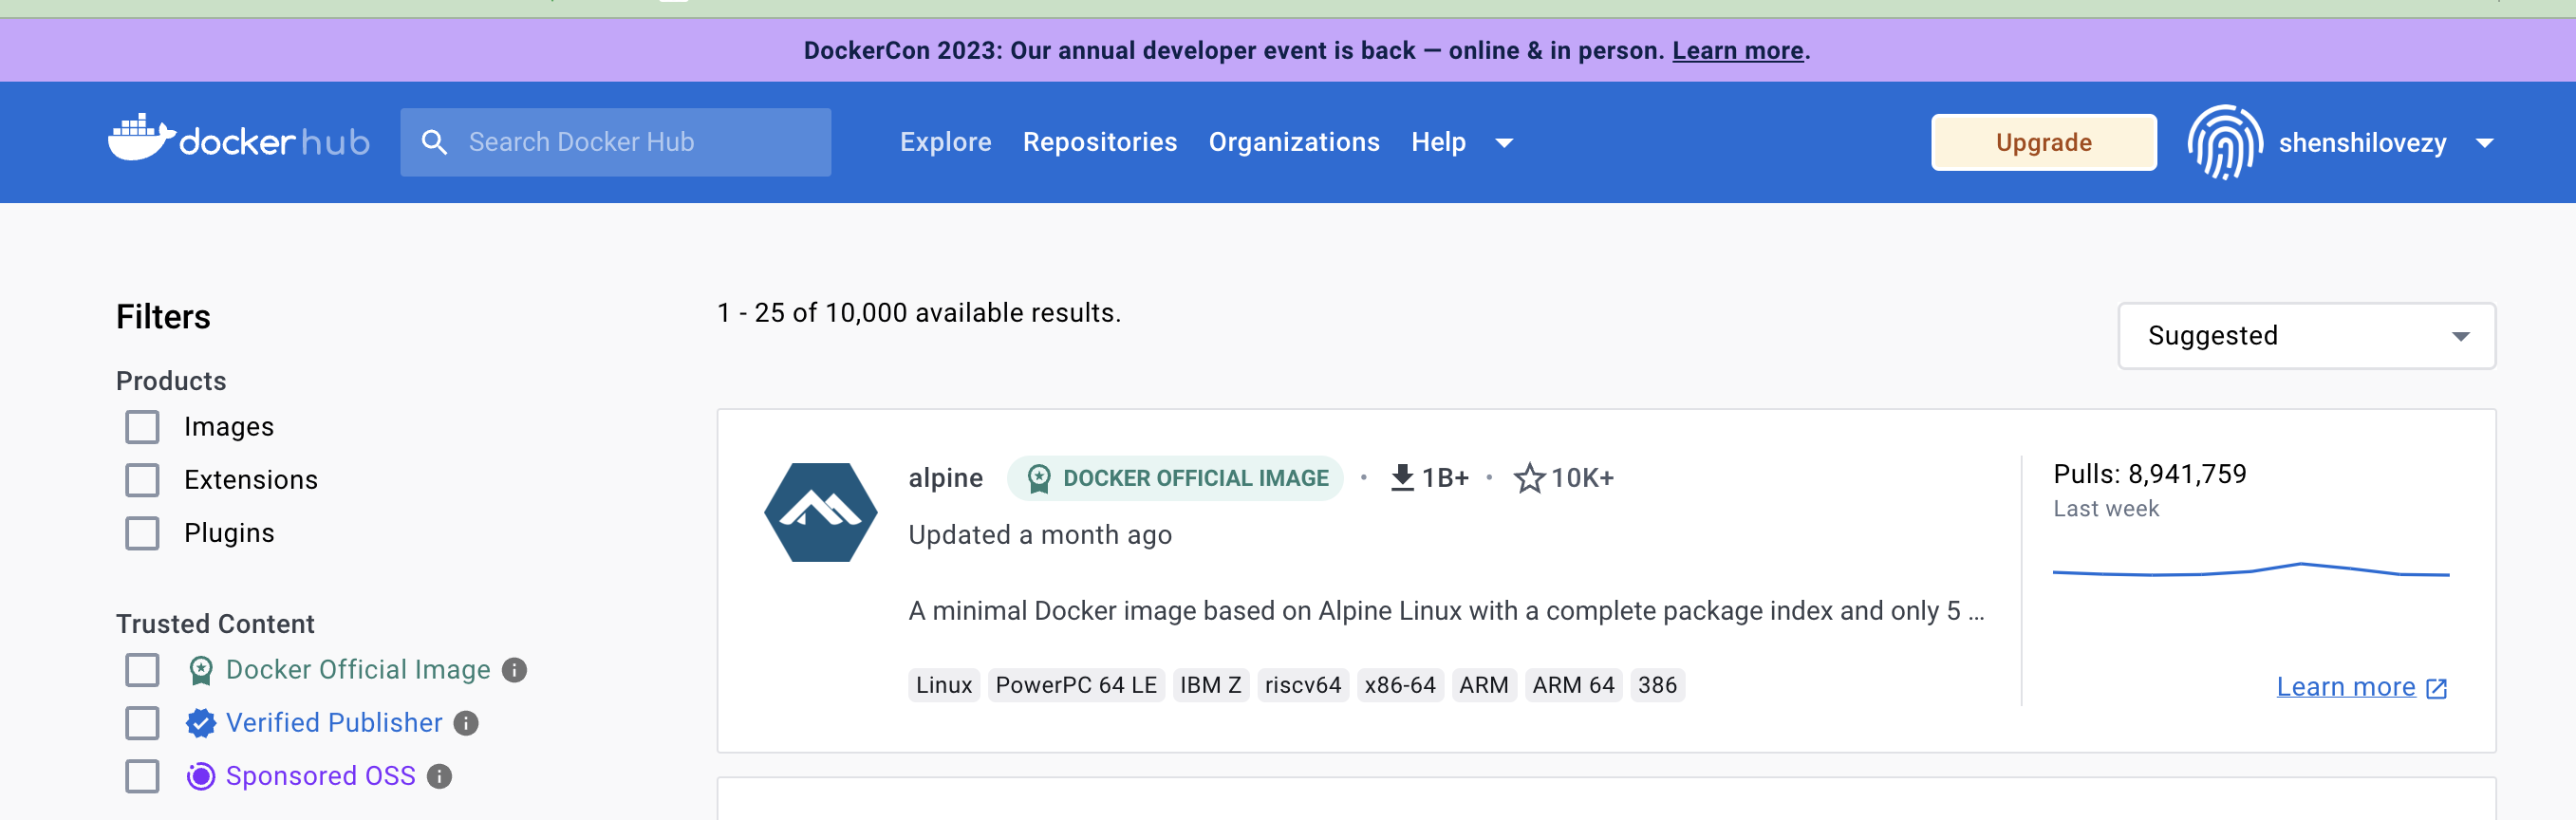 DockerCon 2023: Our annual developer event is back — online & in person. Learn more.
dockerhub
Search Docker Hub
Explore
Repositories
Organizations
Help
Upgrade
shenshilovezy
Filters
Products
Images
Extensions
Plugins
Trusted Content
Docker Official Image
Verified Publisher
Sponsored OSS
1 - 25 of 10,000 available results.
Suggested
alpine DOCKER OFFICIAL IMAGE · 1B+ · 10K+
Updated a month ago
A minimal Docker image based on Alpine Linux with a complete package index and only 5 ...
Linux PowerPC 64 LE IBM Z riscv64 x86-64 ARM ARM 64 386
Pulls: 8,941,759
Last week
Learn more